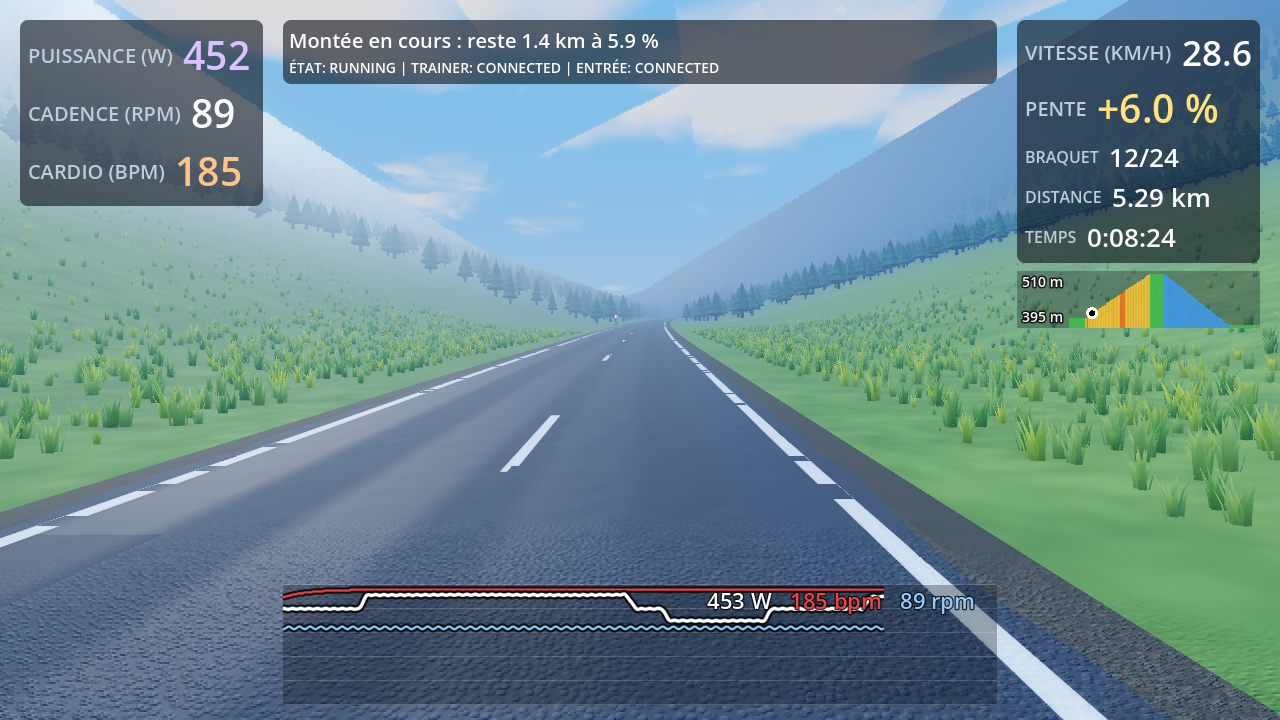 PUISSANCE (W) 452
CADENCE (RPM) 89
CARDIO (BPM) 185
Montée en cours : reste 1.4 km à 5.9 %
ÉTAT: RUNNING | TRAINER: CONNECTED | ENTRÉE: CONNECTED
VITESSE (KM/H) 28.6
PENTE +6.0 %
BRAQUET 12/24
DISTANCE 5.29 km
TEMPS 0:08:24
510 m
395 m
453 W 185 bpm 89 rpm